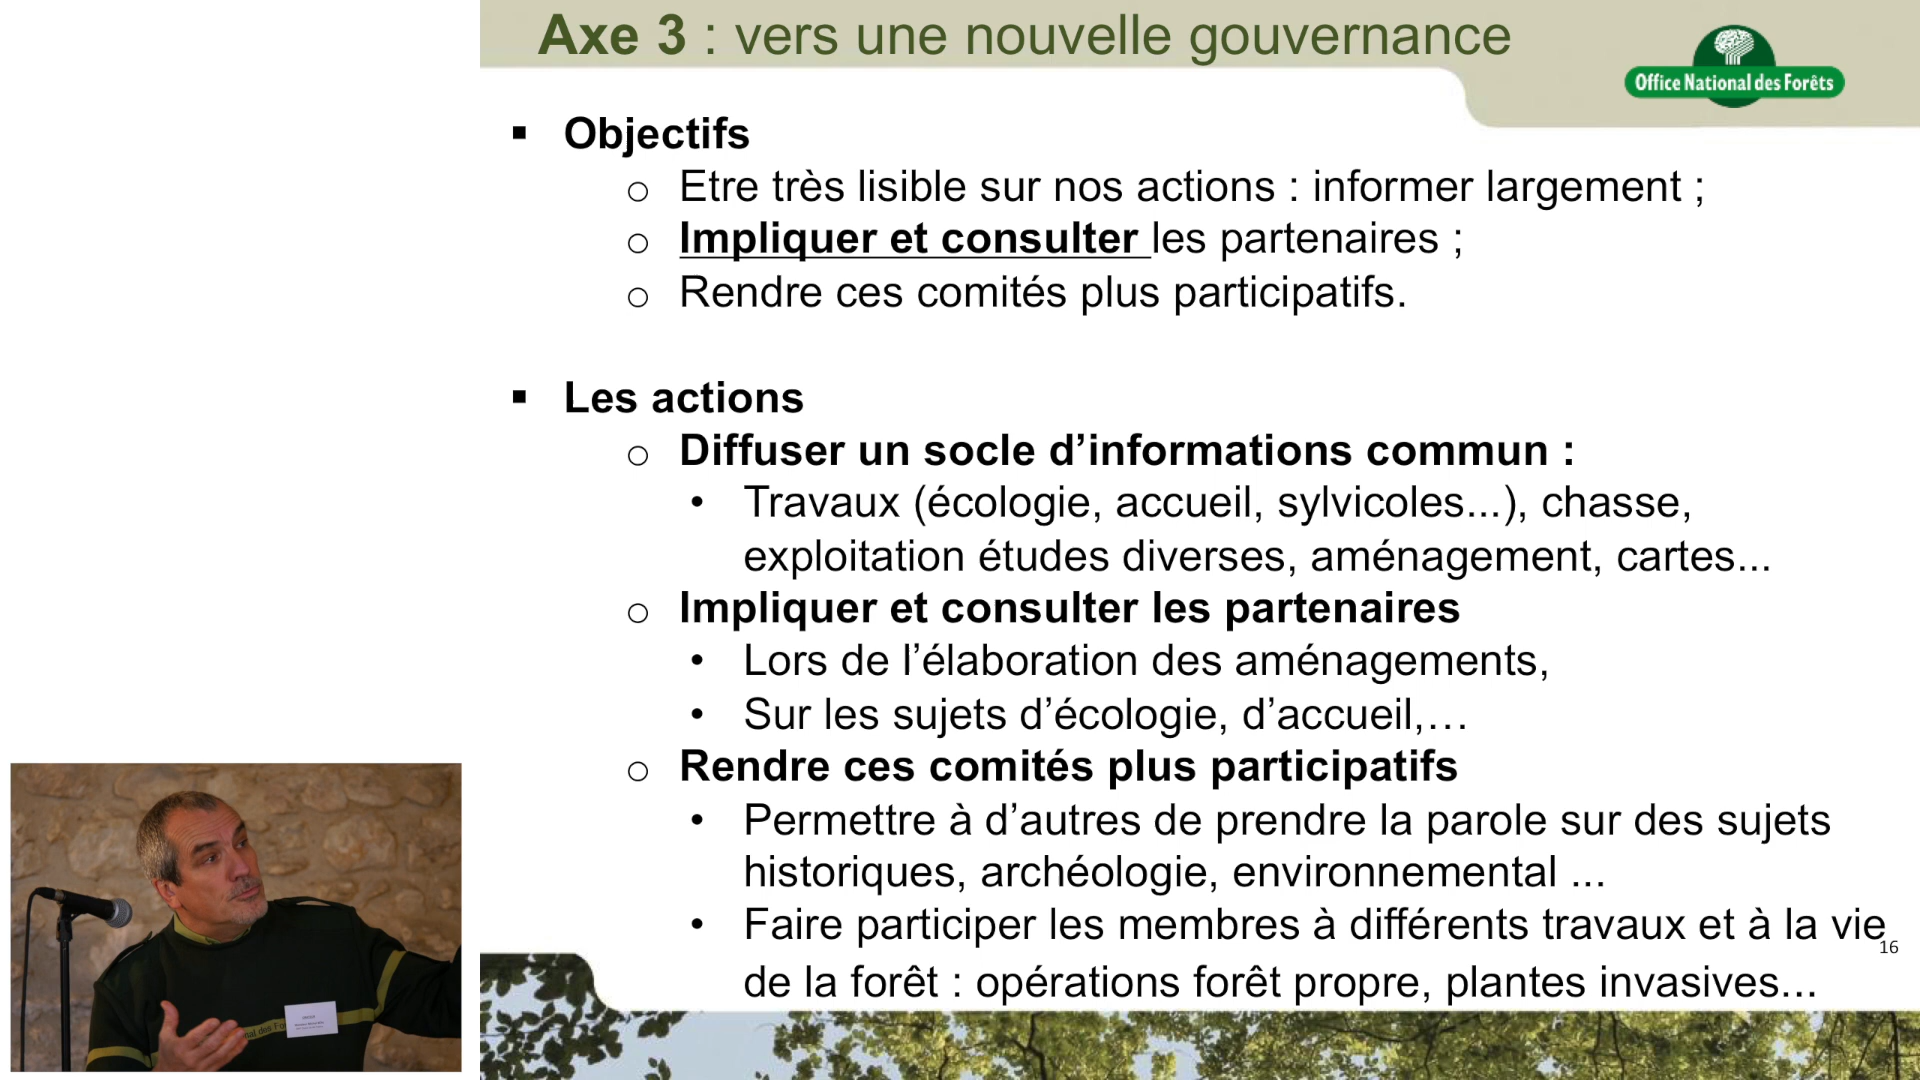 Axe 3 : vers une nouvelle gouvernance
Office National des Forêts
▪ Objectifs
o Etre très lisible sur nos actions : informer largement ;
o Impliquer et consulter les partenaires ;
o Rendre ces comités plus participatifs.
▪ Les actions
o Diffuser un socle d’informations commun :
• Travaux (écologie, accueil, sylvicoles...), chasse,
exploitation études diverses, aménagement, cartes...
o Impliquer et consulter les partenaires
• Lors de l’élaboration des aménagements,
• Sur les sujets d’écologie, d’accueil,…
o Rendre ces comités plus participatifs
• Permettre à d’autres de prendre la parole sur des sujets
historiques, archéologie, environnemental ...
• Faire participer les membres à différents travaux et à la vie
16
de la forêt : opérations forêt propre, plantes invasives...